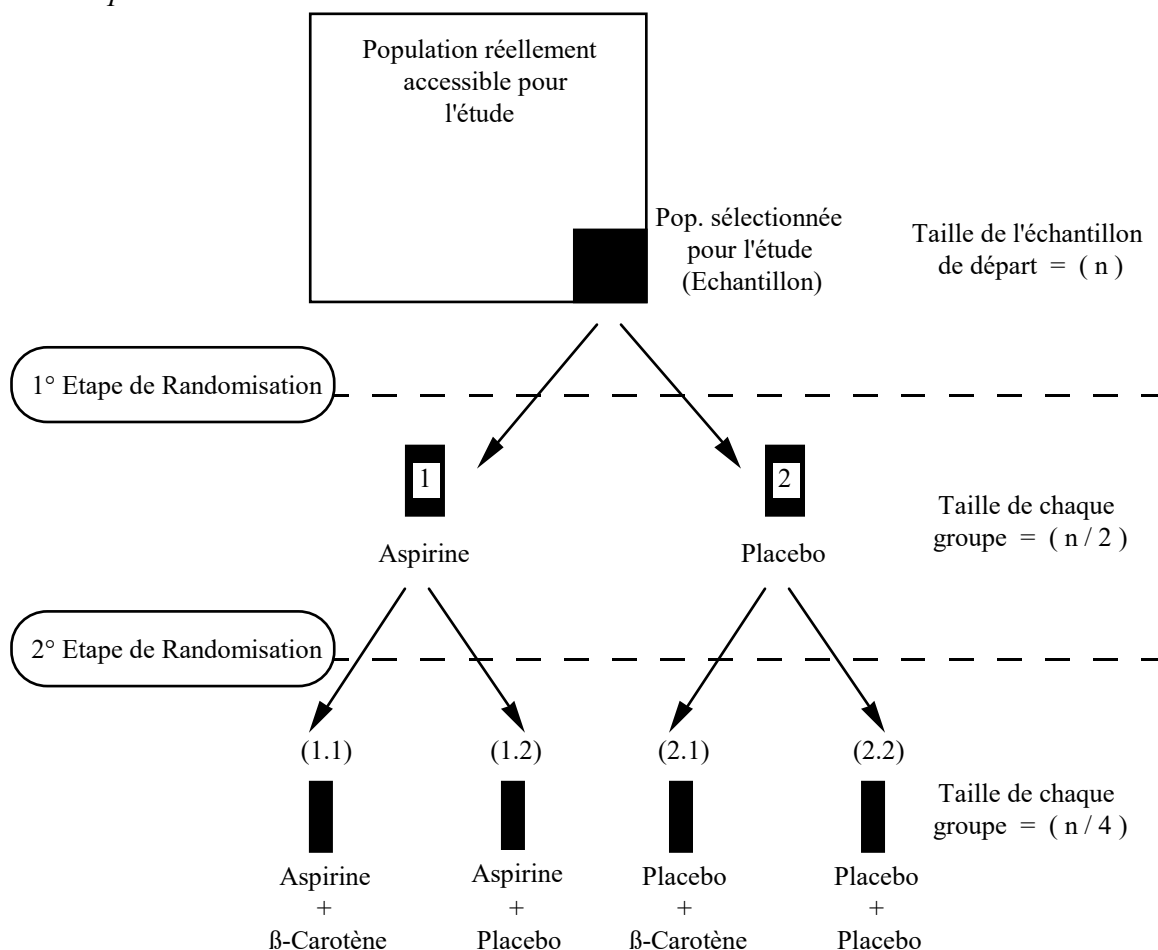 Population réellement
accessible pour
l'étude
Pop. sélectionnée
pour l'étude
(Echantillon)
Taille de l'échantillon
de départ = ( n )
1° Etape de Randomisation
1
2
Aspirine
Placebo
Taille de chaque
groupe = ( n / 2 )
2° Etape de Randomisation
(1.1)
(1.2)
(2.1)
(2.2)
Taille de chaque
groupe = ( n / 4 )
Aspirine
+
ß-Carotène
Aspirine
+
Placebo
Placebo
+
ß-Carotène
Placebo
+
Placebo